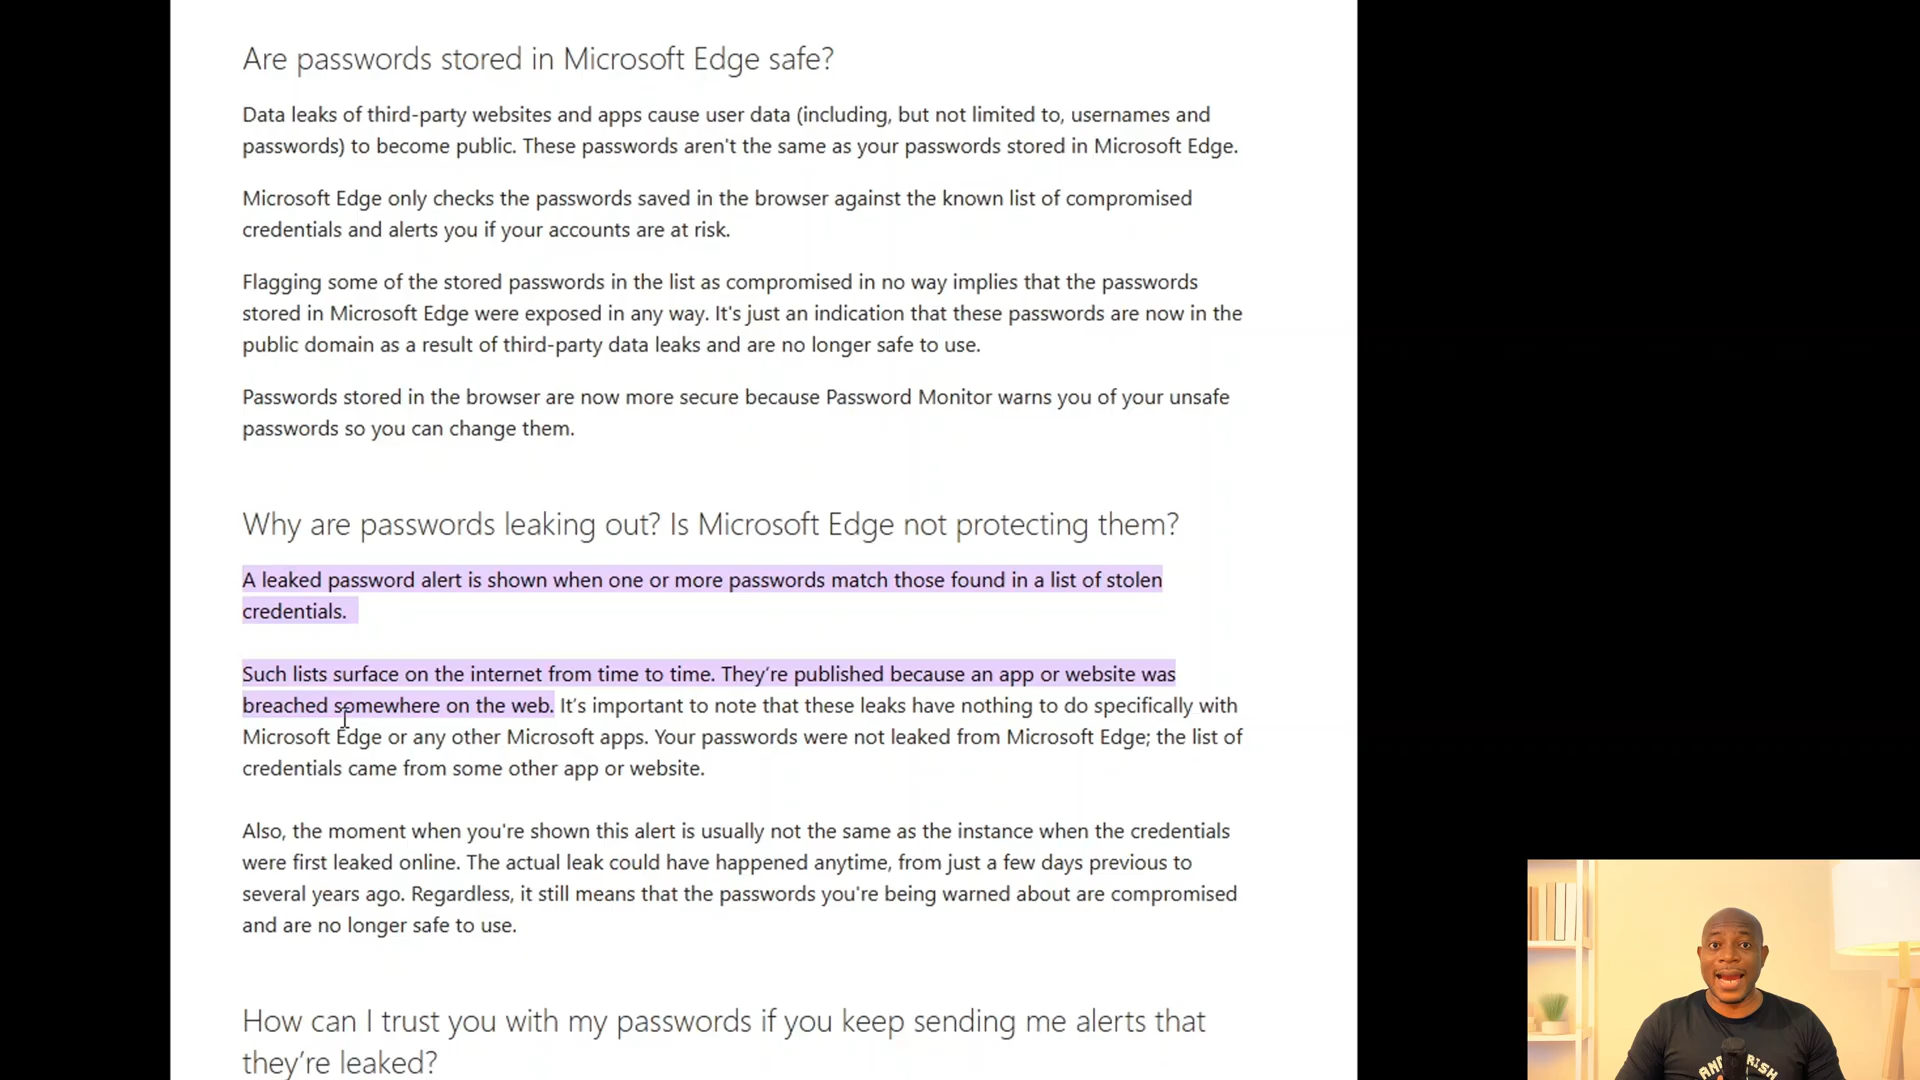 Are passwords stored in Microsoft Edge safe?
Data leaks of third-party websites and apps cause user data (including, but not limited to, usernames and
passwords) to become public. These passwords aren't the same as your passwords stored in Microsoft Edge.
Microsoft Edge only checks the passwords saved in the browser against the known list of compromised
credentials and alerts you if your accounts are at risk.
Flagging some of the stored passwords in the list as compromised in no way implies that the passwords
stored in Microsoft Edge were exposed in any way. It's just an indication that these passwords are now in the
public domain as a result of third-party data leaks and are no longer safe to use.
Passwords stored in the browser are now more secure because Password Monitor warns you of your unsafe
passwords so you can change them.
Why are passwords leaking out? Is Microsoft Edge not protecting them?
A leaked password alert is shown when one or more passwords match those found in a list of stolen
credentials.
Such lists surface on the internet from time to time. They’re published because an app or website was
breached somewhere on the web. It’s important to note that these leaks have nothing to do specifically with
Microsoft Edge or any other Microsoft apps. Your passwords were not leaked from Microsoft Edge; the list of
credentials came from some other app or website.
Also, the moment when you're shown this alert is usually not the same as the instance when the credentials
were first leaked online. The actual leak could have happened anytime, from just a few days previous to
several years ago. Regardless, it still means that the passwords you're being warned about are compromised
and are no longer safe to use.
How can I trust you with my passwords if you keep sending me alerts that
they’re leaked?